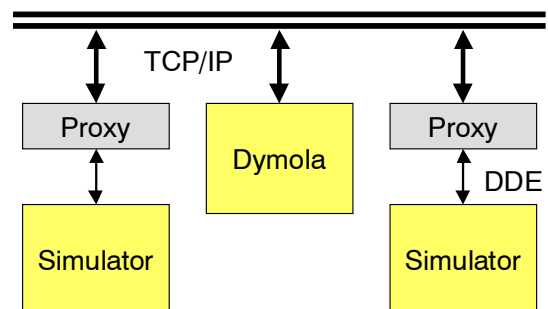 TCP/IP
Proxy
Dymola
Proxy
DDE
Simulator
Simulator